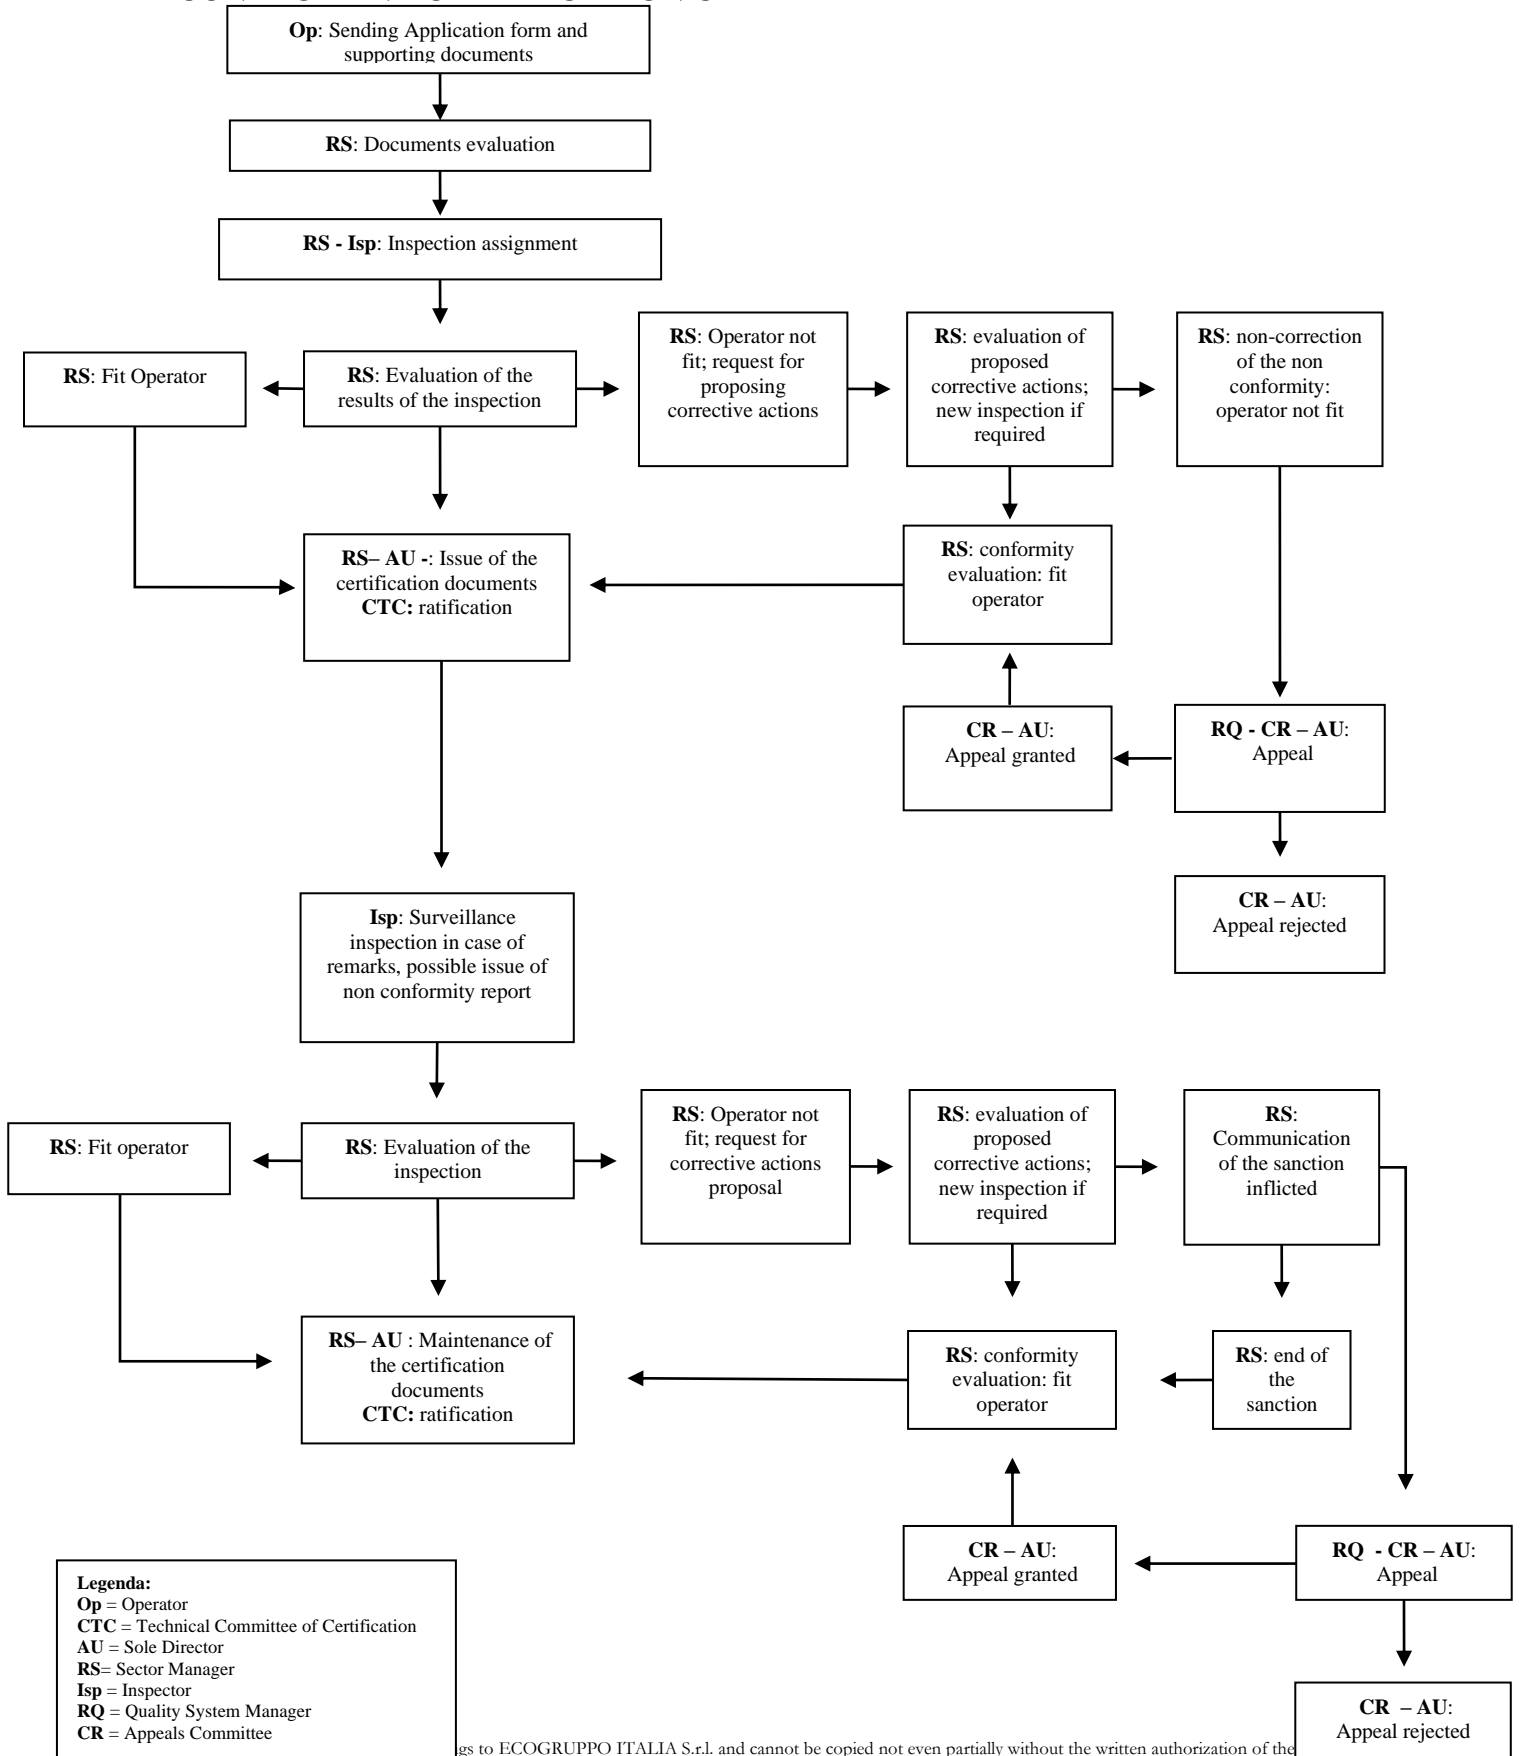 Op: Sending Application form and
supporting documents
RS: Documents evaluation
RS - Isp: Inspection assignment
RS: Fit Operator
RS: Evaluation of the
results of the inspection
RS: Operator not
fit; request for
proposing
corrective actions
RS: evaluation of
proposed
corrective actions;
new inspection if
required
RS: non-correction
of the non
conformity:
operator not fit
RS– AU -: Issue of the
certification documents
CTC: ratification
RS: conformity
evaluation: fit
operator
CR – AU:
Appeal granted
RQ - CR – AU:
Appeal
CR – AU:
Appeal rejected
Isp: Surveillance
inspection in case of
remarks, possible issue of
non conformity report
RS: Fit operator
RS: Evaluation of the
inspection
RS: Operator not
fit; request for
corrective actions
proposal
RS: evaluation of
proposed
corrective actions;
new inspection if
required
RS:
Communication
of the sanction
inflicted
RS– AU : Maintenance of
the certification
documents
CTC: ratification
RS: conformity
evaluation: fit
operator
RS: end of
the
sanction
CR – AU:
Appeal granted
RQ - CR – AU:
Appeal
CR – AU:
Appeal rejected
Legenda:
Op = Operator
CTC = Technical Committee of Certification
AU = Sole Director
RS= Sector Manager
Isp = Inspector
RQ = Quality System Manager
CR = Appeals Committee
gs to ECOGRUPPO ITALIA S.r.l. and cannot be copied not even partially without the written authorization of the